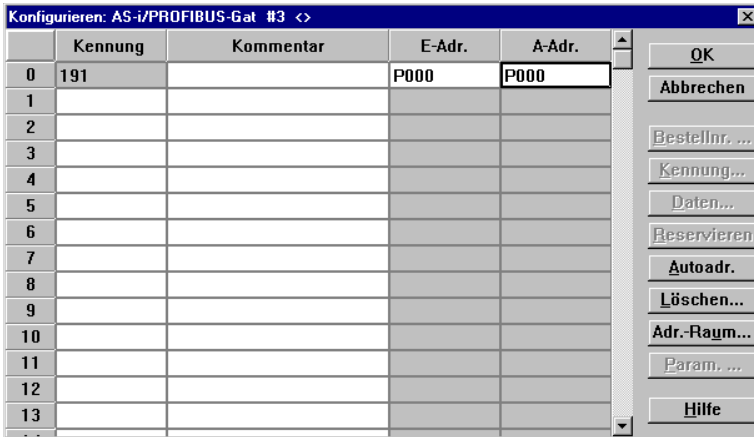 Konfigurieren: AS-i/PROFIBUS-Gat #3 <>
Kennung Kommentar E-Adr. A-Adr.
0 191 P000 P000
1
2
3
4
5
6
7
8
9
10
11
12
13
OK
Abbrechen
Bestellnr. ...
Kennung...
Daten...
Reservieren
Autoadr.
Löschen...
Adr.-Raum...
Param. ...
Hilfe